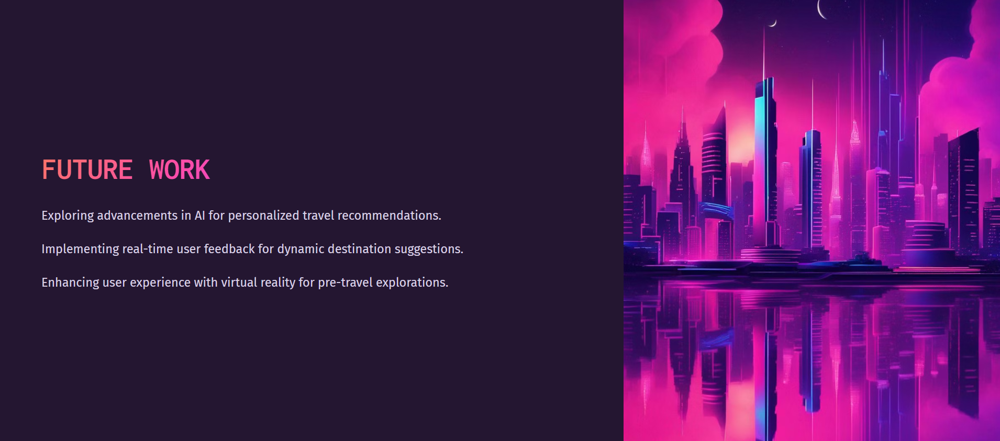 FUTURE WORK
Exploring advancements in AI for personalized travel recommendations.
Implementing real-time user feedback for dynamic destination suggestions.
Enhancing user experience with virtual reality for pre-travel explorations.